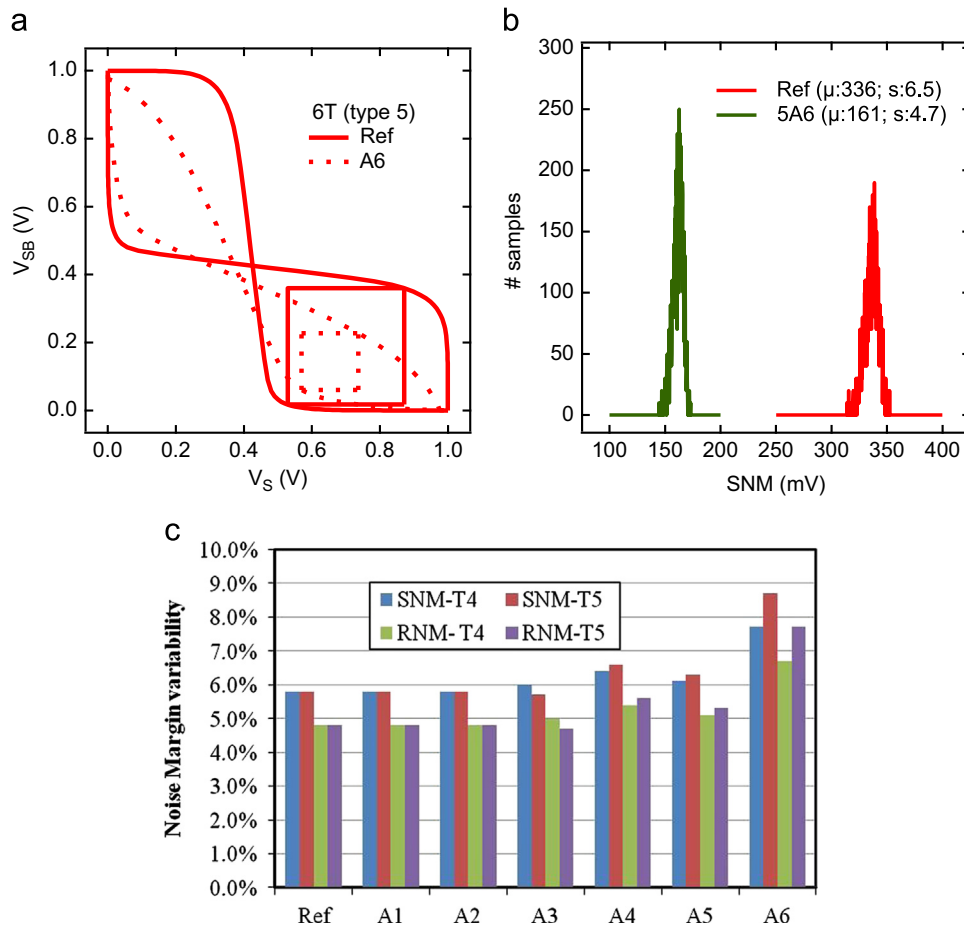 a
1.0
0.8
0.6
0.4
0.2
0.0
V_SB (V)
6T (type 5)
Ref
A6
0.0 0.2 0.4 0.6 0.8 1.0
V_S (V)
b
300
250
200
150
100
50
0
# samples
Ref (μ:336; s:6.5)
5A6 (μ:161; s:4.7)
100 150 200 250 300 350 400
SNM (mV)
c
10.0%
9.0%
8.0%
7.0%
6.0%
5.0%
4.0%
3.0%
2.0%
1.0%
0.0%
Noise Margin variability
SNM-T4 SNM-T5
RNM- T4 RNM-T5
Ref A1 A2 A3 A4 A5 A6